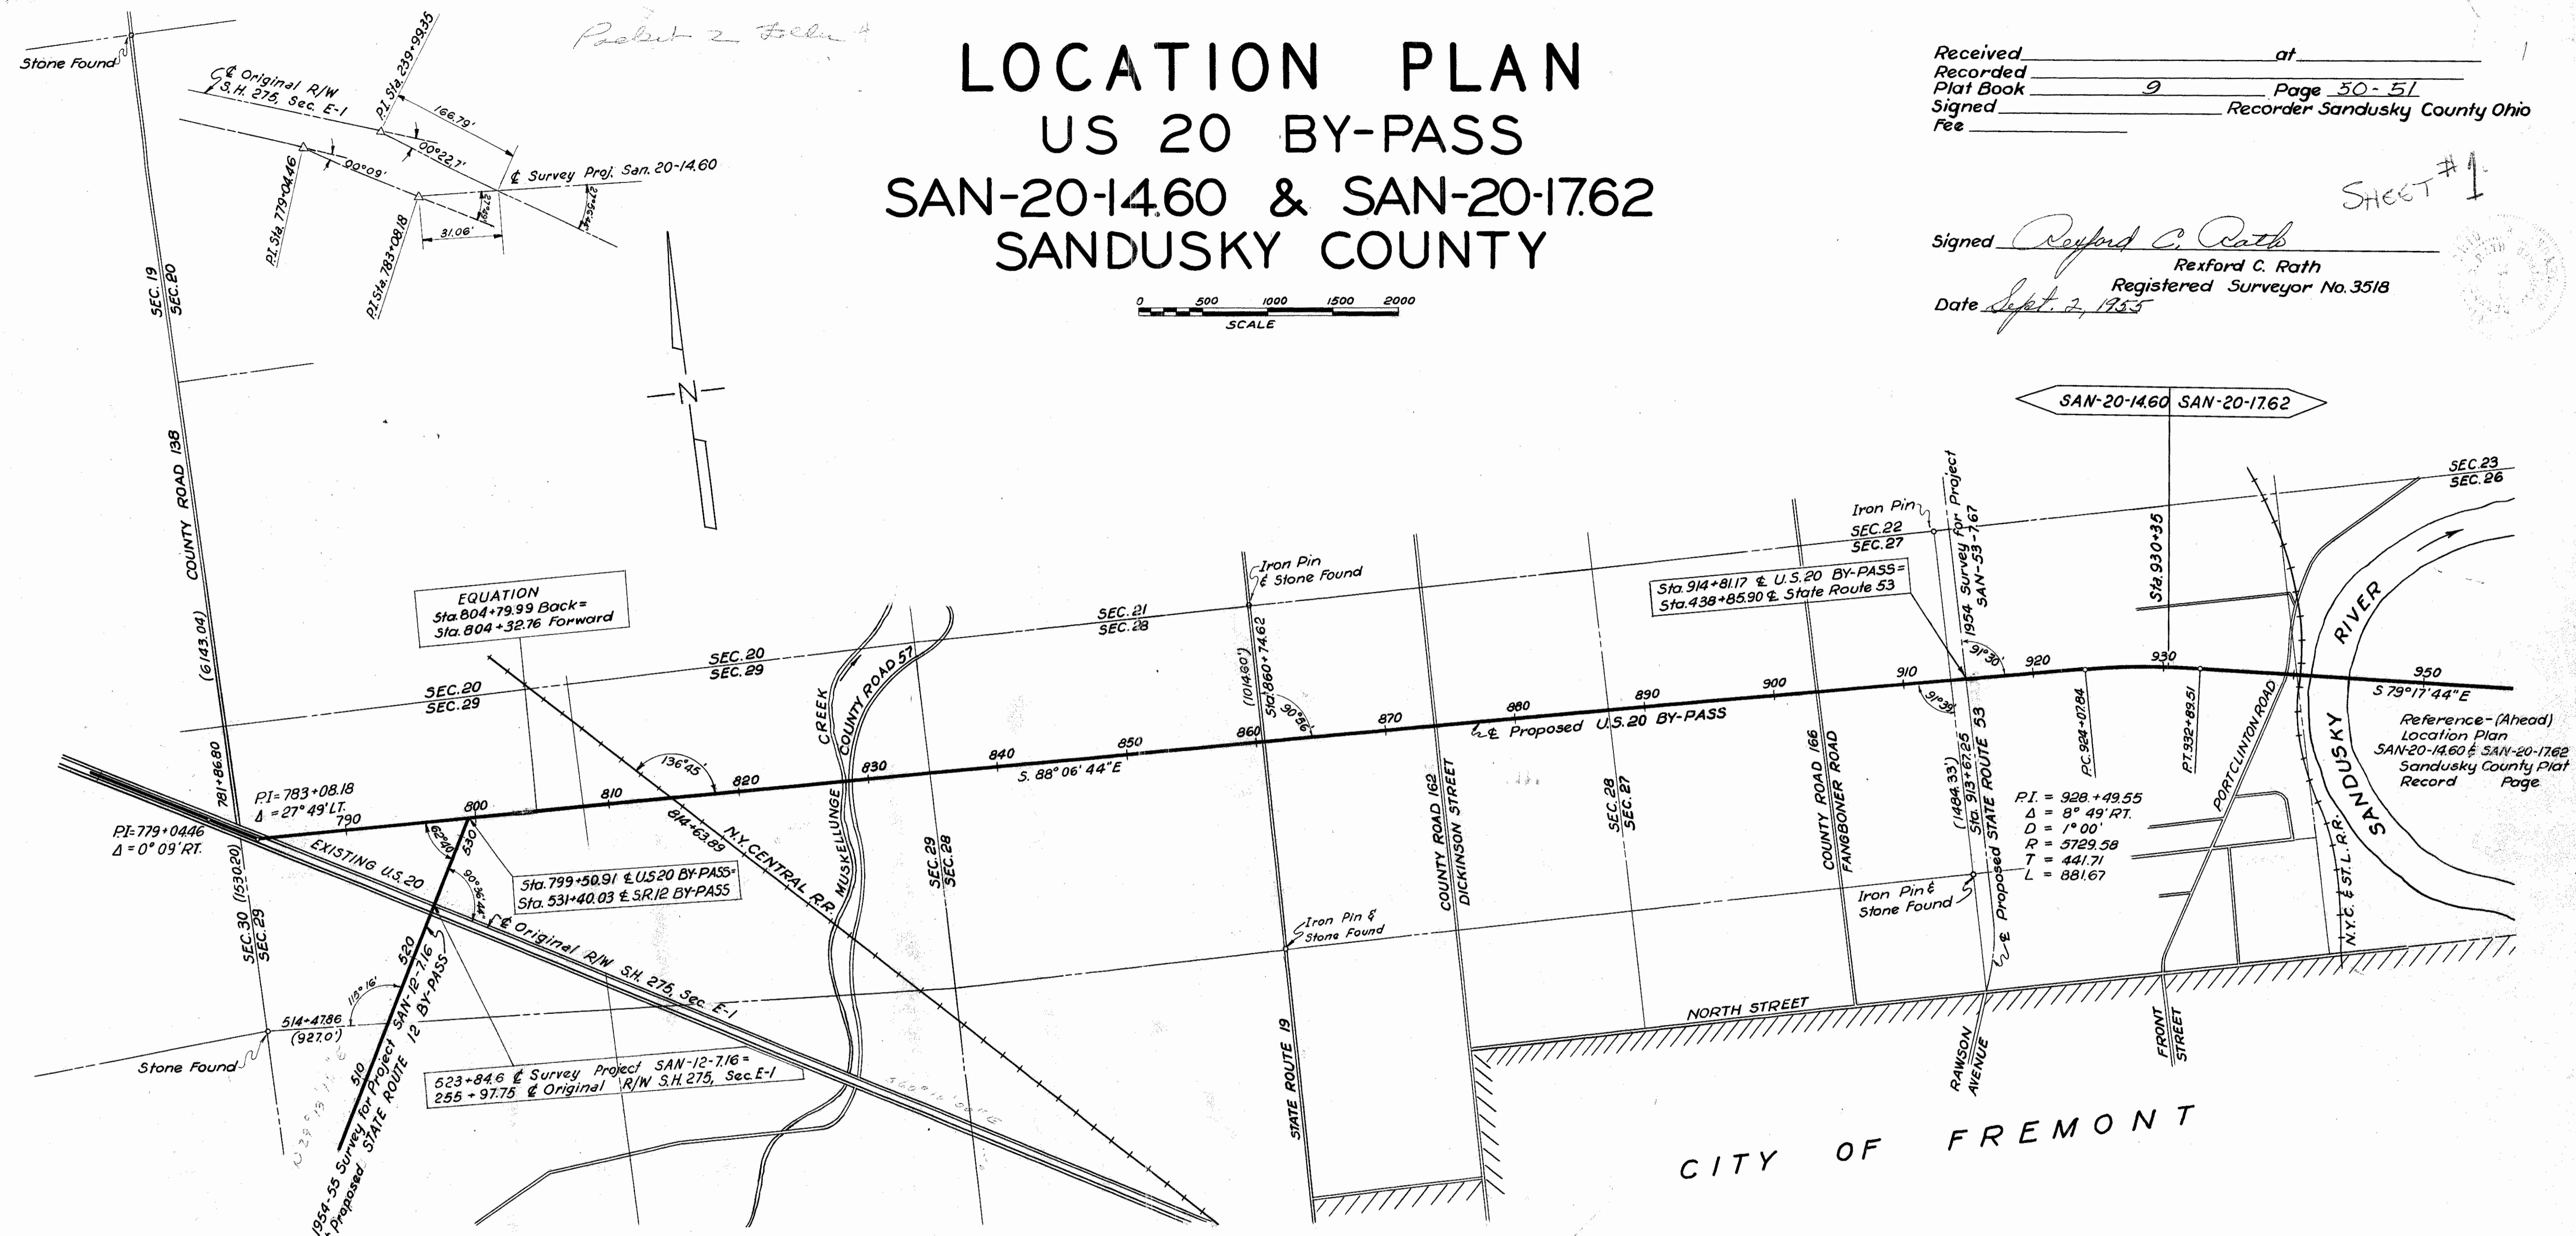 LOCATION PLAN
US 20 BY-PASS
SAN-20-14.60 & SAN-20-17.62
SANDUSKY COUNTY
0 500 1000 1500 2000
SCALE
Received at
Recorded
Plat Book 9 Page 50-51
Signed Recorder Sandusky County Ohio
Fee
1
SHEET #1
Signed Rexford C. Rath
Rexford C. Rath
Registered Surveyor No. 3518
Date Sept. 2, 1955
Stone Found
℄ Original R/W
S.H. 275, Sec. E-1
P.I. Sta. 239+99.35
166.79'
00°22.7'
00°09'
℄ Survey Proj. San. 20-14.60
P.I. Sta. 779+04.46
P.I. Sta. 783+08.18
31.06'
SEC. 19
SEC. 20
COUNTY ROAD 138
(6143.04)
N
SAN-20-14.60 SAN-20-17.62
SEC. 23
SEC. 26
Sta. 930+35
Iron Pin
SEC. 22
SEC. 27
1954 Survey for Project
SAN-53-7.67
Sta. 914+81.17 ℄ U.S. 20 BY-PASS=
Sta. 438+85.90 ℄ State Route 53
Iron Pin
& Stone Found
EQUATION
Sta. 804+79.99 Back=
Sta. 804+32.76 Forward
SEC. 21
SEC. 28
SEC. 20
SEC. 29
SEC. 20
SEC. 29
CREEK
COUNTY ROAD 57
(1014.60')
Sta. 860+74.62
90°56'
91°30'
91°39'
RIVER
SANDUSKY
781+86.80
P.I=783+08.18
Δ=27°49' LT.
P.I=779+04.46
Δ=0°09' RT.
790
800
810
820
830
840
850
860
870
880
890
900
910
920
930
950
S. 88° 06' 44"E
℄ Proposed U.S. 20 BY-PASS
S 79°17'44"E
Reference-(Ahead)
Location Plan
SAN-20-14.60 & SAN-20-17.62
Sandusky County Plat
Record Page
P.C. 924+07.84
P.T. 932+89.51
P.I. = 928.+49.55
Δ = 8° 49' RT.
D = 1° 00'
R = 5729.58
T = 441.71
L = 881.67
PORT CLINTON ROAD
N.Y.C. & ST. L. R.R.
136°45'
814+63.89
N.Y. CENTRAL R.R.
MUSKELLUNGE
SEC. 29
SEC. 28
COUNTY ROAD 162
DICKINSON STREET
SEC. 28
SEC. 27
COUNTY ROAD 166
FANGBONER ROAD
(1484.33')
Sta. 913+67.25
℄ Proposed STATE ROUTE 53
Iron Pin &
Stone Found
Iron Pin &
Stone Found
EXISTING U.S. 20
62°40'
530
90°36'44"
Sta. 799+50.91 ℄ U.S 20 BY-PASS=
Sta. 531+40.03 ℄ S.R. 12 BY-PASS
℄ Original R/W S.H. 275, Sec. E-1
SEC. 30 (1530.20)
SEC. 29
520
115°16'
514+47.86
(927.0')
Stone Found
510
1954-55 Survey for Project SAN-12-7.16
Proposed STATE ROUTE 12 BY-PASS
523+84.6 ℄ Survey Project SAN-12-7.16 =
255+97.75 ℄ Original R/W S.H. 275, Sec. E-1
STATE ROUTE 19
NORTH STREET
RAWSON
AVENUE
FRONT
STREET
CITY OF FREMONT